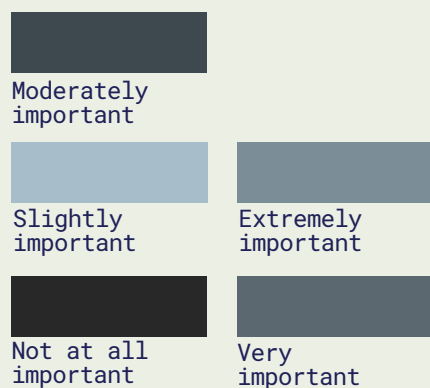 Moderately
important
Slightly
important
Extremely
important
Not at all
important
Very
important